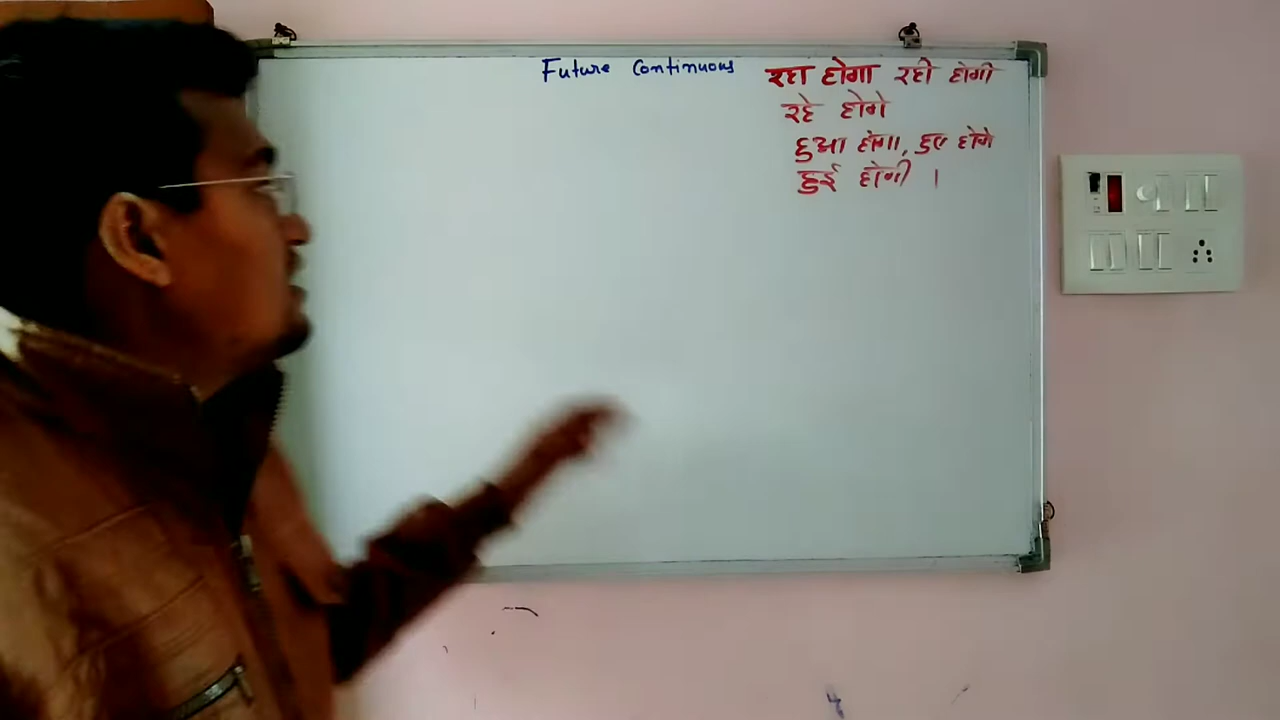 Future Continuous रहा होगा रही होगी
रहे होगे
हुआ होगा, हुए होगे
हुई होगी ।